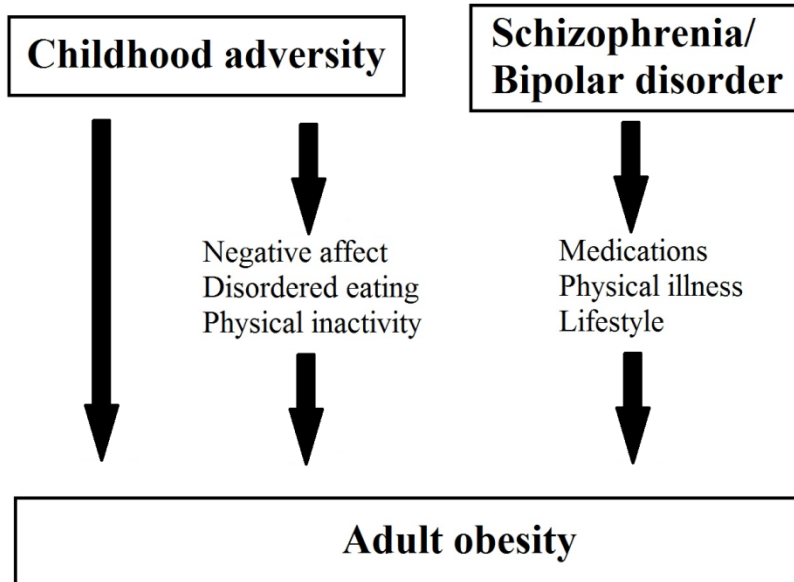 Childhood adversity
Schizophrenia/
Bipolar disorder
Negative affect
Disordered eating
Physical inactivity
Medications
Physical illness
Lifestyle
Adult obesity